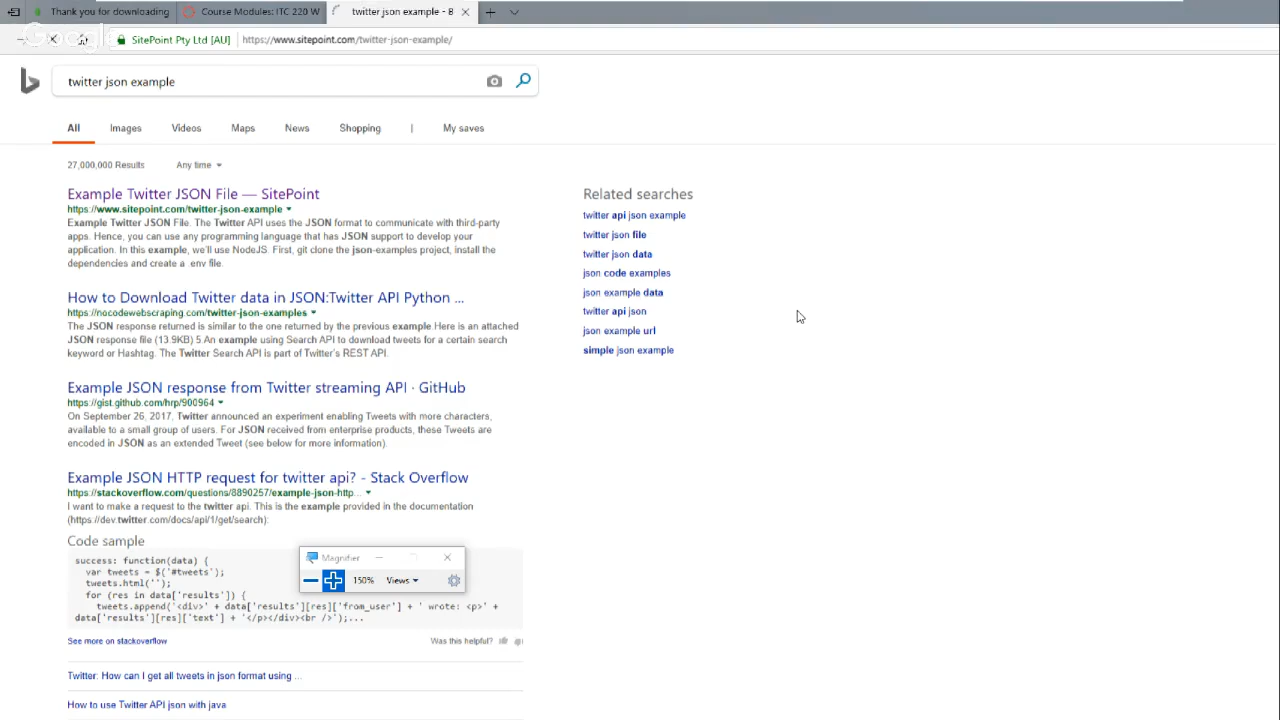 Thank you for downloading
Course Modules: ITC 220 W
twitter json example - B
Google
SitePoint Pty Ltd [AU]
https://www.sitepoint.com/twitter-json-example/
twitter json example
All
Images
Videos
Maps
News
Shopping
|
My saves
27,000,000 Results
Any time
Example Twitter JSON File — SitePoint
https://www.sitepoint.com/twitter-json-example
Example Twitter JSON File. The Twitter API uses the JSON format to communicate with third-party
apps. Hence, you can use any programming language that has JSON support to develop your
application. In this example, we'll use NodeJS. First, git clone the json-examples project, install the
dependencies and create a .env file.
How to Download Twitter data in JSON:Twitter API Python ...
https://nocodewebscraping.com/twitter-json-examples
The JSON response returned is similar to the one returned by the previous example.Here is an attached
JSON response file (13.9KB) 5 An example using Search API to download tweets for a certain search
keyword or Hashtag. The Twitter Search API is part of Twitter's REST API.
Example JSON response from Twitter streaming API · GitHub
https://gist.github.com/hrp/900964
On September 26, 2017, Twitter announced an experiment enabling Tweets with more characters,
available to a small group of users. For JSON received from enterprise products, these Tweets are
encoded in JSON as an extended Tweet (see below for more information).
Example JSON HTTP request for twitter api? - Stack Overflow
https://stackoverflow.com/questions/8890257/example-json-http...
I want to make a request to the twitter api. This is the example provided in the documentation
(https://dev.twitter.com/docs/api/1/get/search):
Code sample
success: function(data) {
var tweets = $('#tweets');
tweets.html('');
for (res in data['results']) {
tweets.append('<div>' + data['results'][res]['from_user'] + ' wrote: <p>' +
data['results'][res]['text'] + '</p></div><br />');...
See more on stackoverflow
Was this helpful?
Twitter: How can I get all tweets in json format using ...
How to use Twitter API json with java
Related searches
twitter api json example
twitter json file
twitter json data
json code examples
json example data
twitter api json
json example url
simple json example
Magnifier
150%
Views